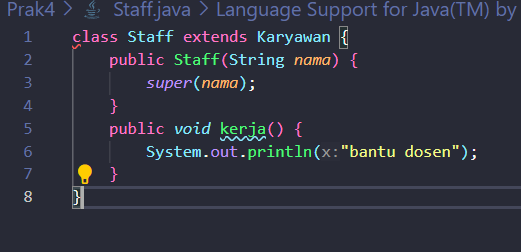 Prak4 > Staff.java > Language Support for Java(TM) by
1 class Staff extends Karyawan {
2 public Staff(String nama) {
3 super(nama);
4 }
5 public void kerja() {
6 System.out.println(x:"bantu dosen");
7 }
8 }